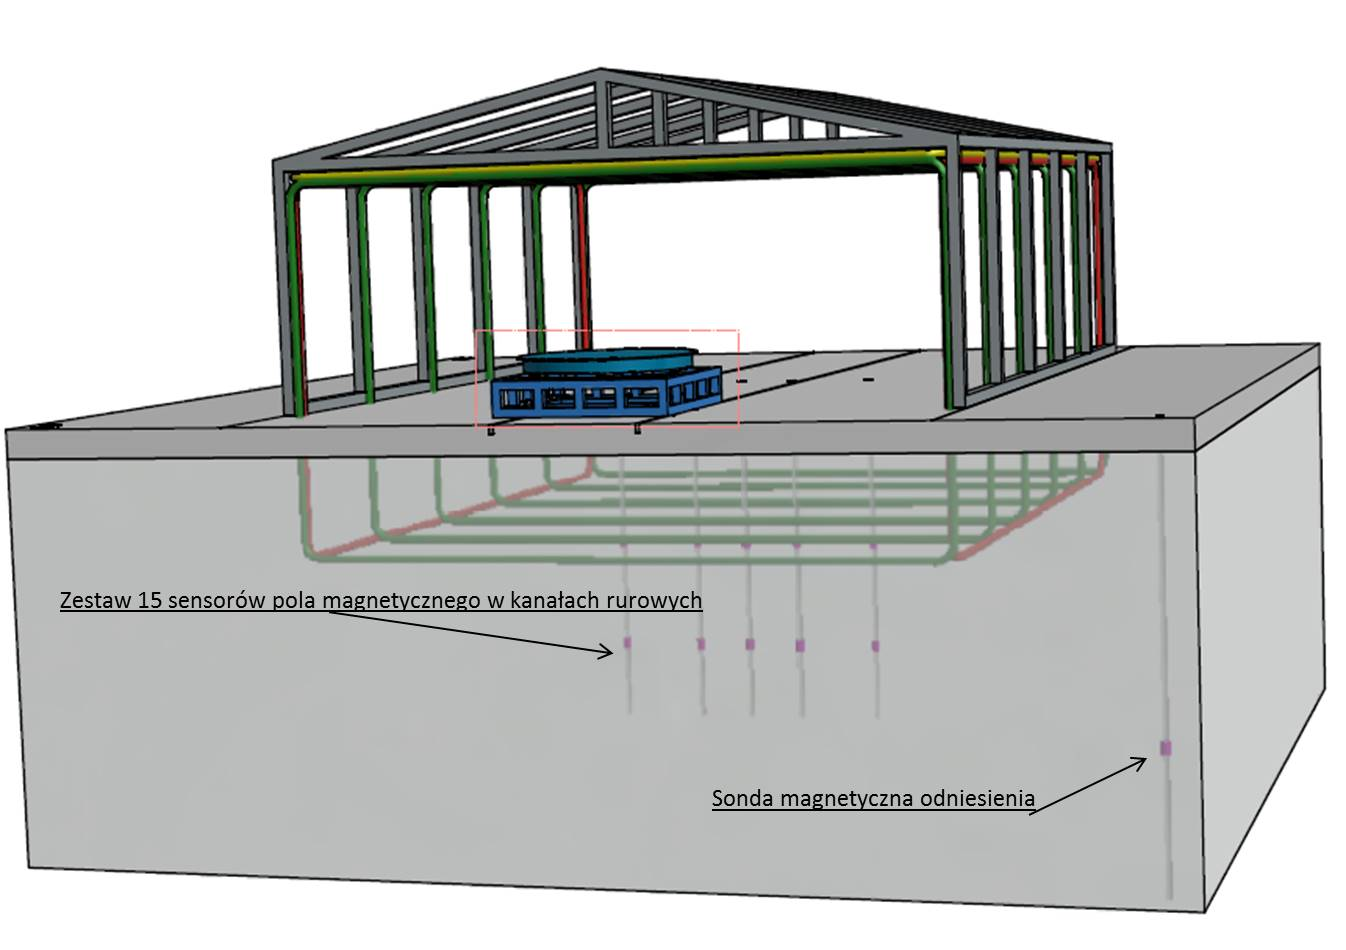 Zestaw 15 sensorów pola magnetycznego w kanałach rurowych
Sonda magnetyczna odniesienia